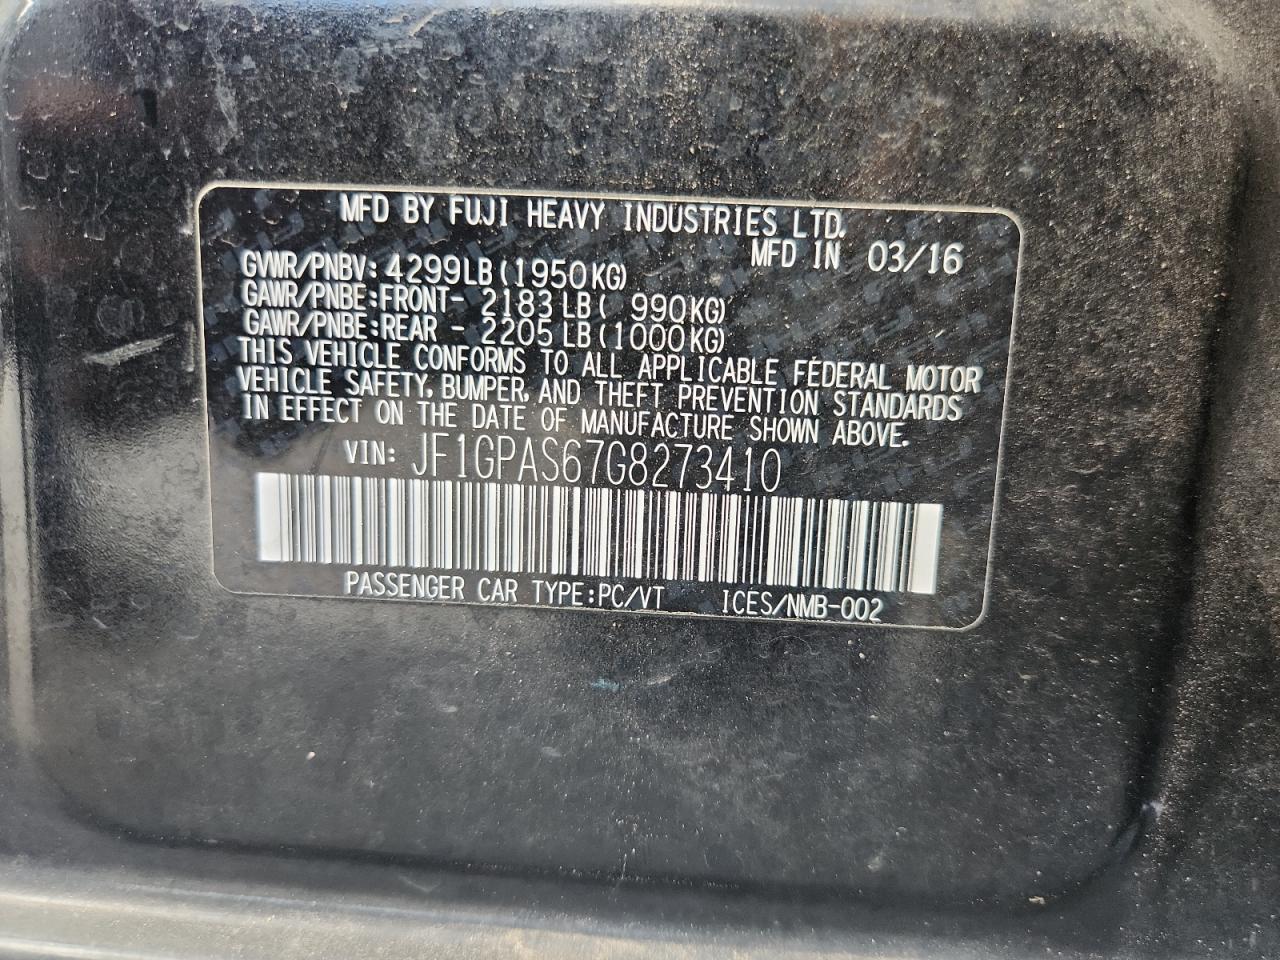 MFD BY FUJI HEAVY INDUSTRIES LTD.
MFD IN 03/16
GVWR/PNBV: 4299LB (1950KG)
GAWR/PNBE:FRONT- 2183LB ( 990KG)
GAWR/PNBE:REAR - 2205LB (1000KG)
THIS VEHICLE CONFORMS TO ALL APPLICABLE FEDERAL MOTOR
VEHICLE SAFETY, BUMPER, AND THEFT PREVENTION STANDARDS
IN EFFECT ON THE DATE OF MANUFACTURE SHOWN ABOVE.
VIN: JF1GPAS67G8273410
PASSENGER CAR TYPE:PC/VT ICES/NMB-002